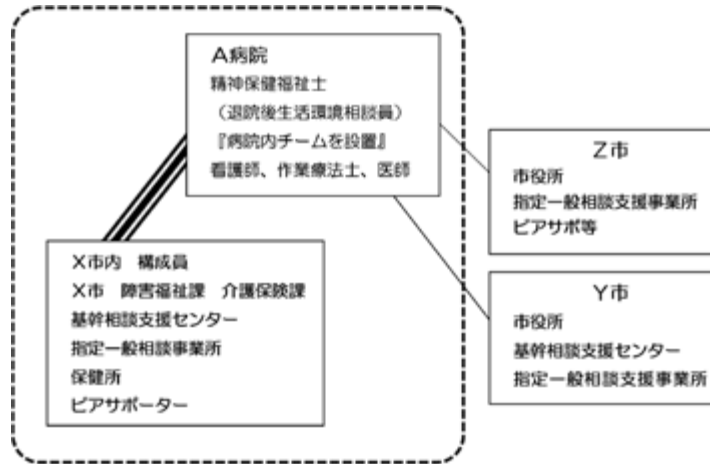 A病院
精神保健福祉士
（退院後生活環境相談員）
『病院内チームを設置』
看護師、作業療法士、医師
Z市
市役所
指定一般相談支援事業所
ピアサポ等
X市内 構成員
X市 障害福祉課 介護保険課
基幹相談支援センター
指定一般相談事業所
保健所
ピアサポーター
Y市
市役所
基幹相談支援センター
指定一般相談支援事業所